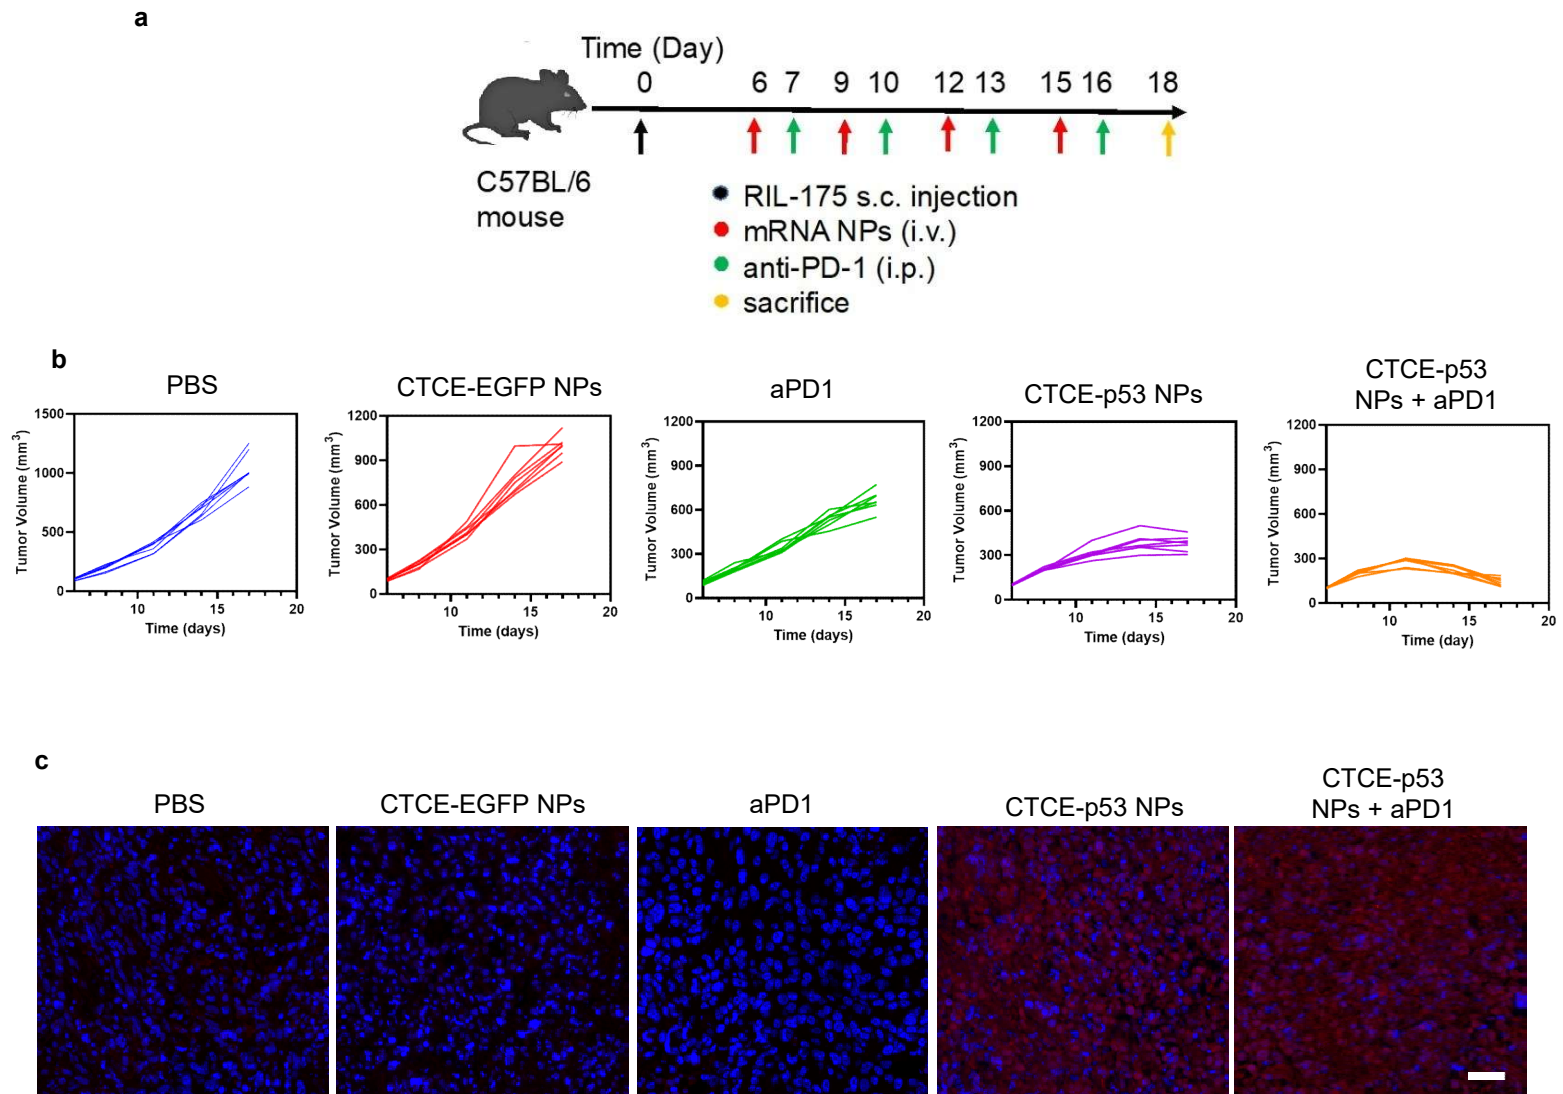 a
Time (Day)
0 6 7 9 10 12 13 15 16 18
C57BL/6
mouse
RIL-175 s.c. injection
mRNA NPs (i.v.)
anti-PD-1 (i.p.)
sacrifice
b
PBS
Tumor Volume (mm3)
1500
1000
500
0
10 15 20
Time (days)
CTCE-EGFP NPs
Tumor Volume (mm3)
1200
900
600
300
0
10 15 20
Time (days)
aPD1
Tumor Volume (mm3)
1200
900
600
300
0
10 15 20
Time (days)
CTCE-p53 NPs
Tumor Volume (mm3)
1200
900
600
300
0
10 15 20
Time (days)
CTCE-p53
NPs + aPD1
Tumor Volume (mm3)
1200
900
600
300
0
10 15 20
Time (day)
c
PBS
CTCE-EGFP NPs
aPD1
CTCE-p53 NPs
CTCE-p53
NPs + aPD1